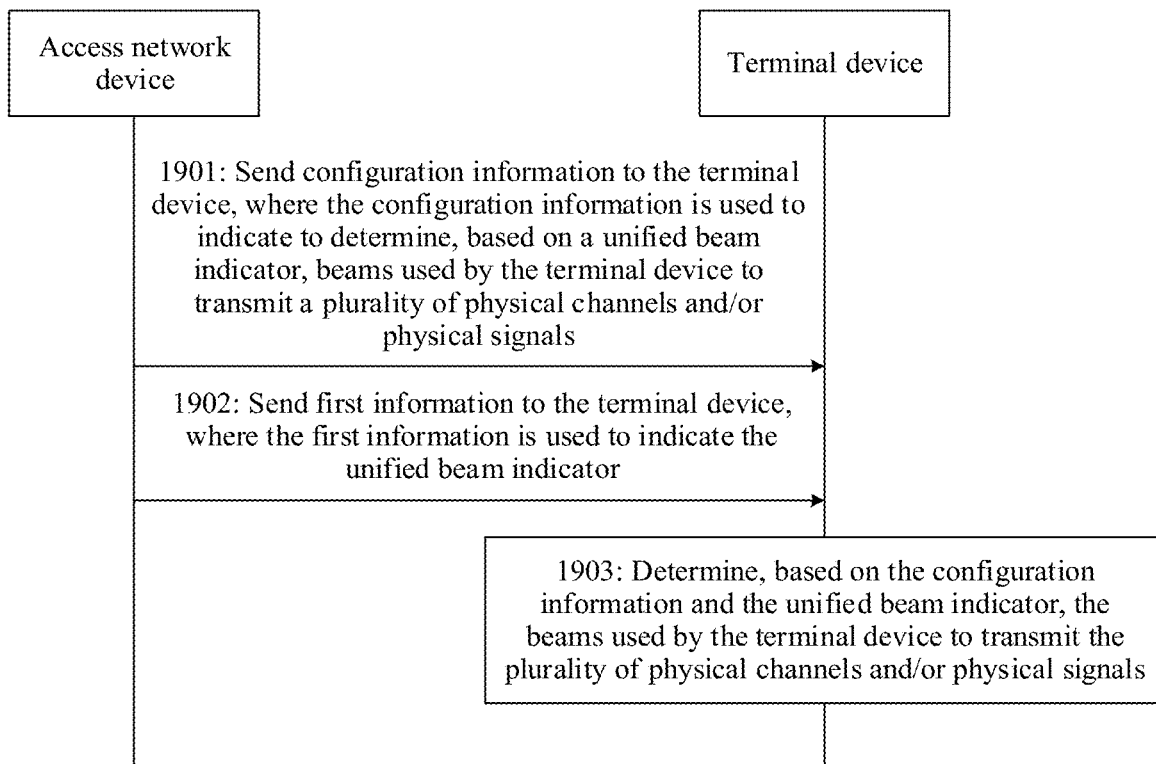 Access network
device
Terminal device
1901: Send configuration information to the terminal
device, where the configuration information is used to
indicate to determine, based on a unified beam
indicator, beams used by the terminal device to
transmit a plurality of physical channels and/or
physical signals
1902: Send first information to the terminal device,
where the first information is used to indicate the
unified beam indicator
1903: Determine, based on the configuration
information and the unified beam indicator, the
beams used by the terminal device to transmit the
plurality of physical channels and/or physical signals